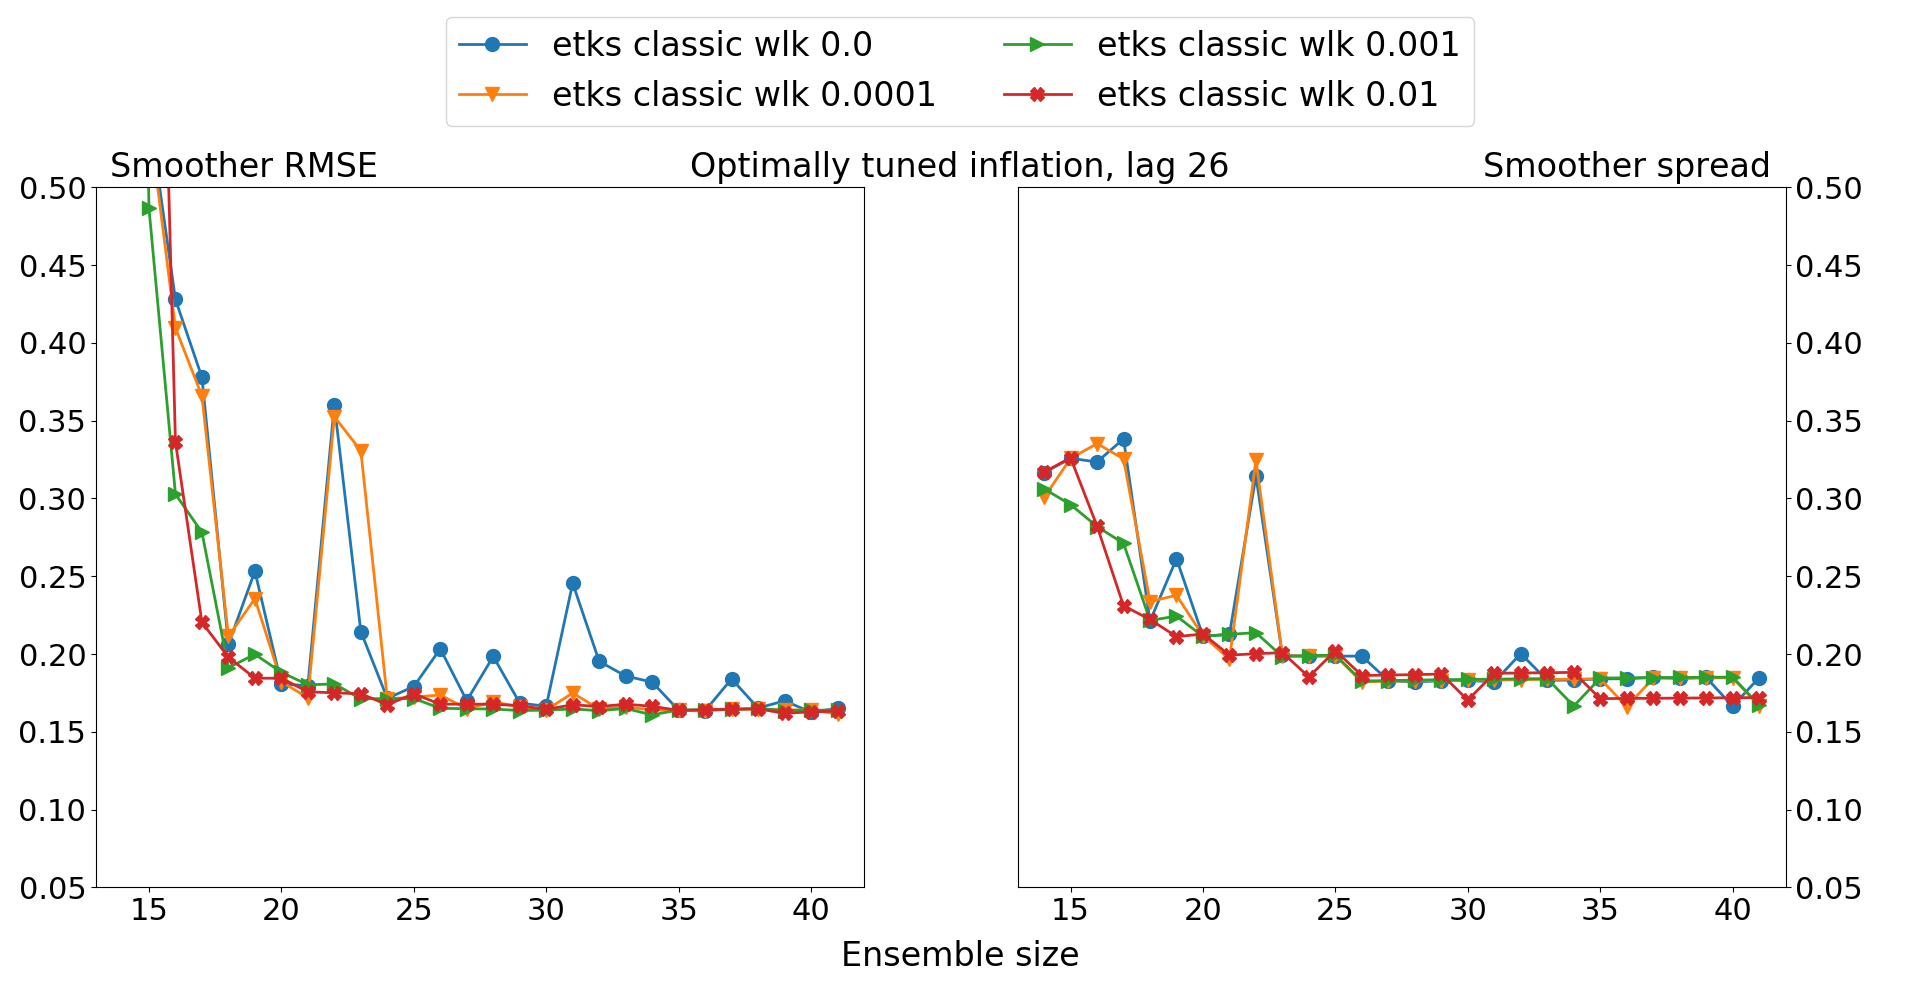 etks classic wlk 0.0
etks classic wlk 0.001
etks classic wlk 0.0001
etks classic wlk 0.01
Smoother RMSE
Optimally tuned inflation, lag 26
Smoother spread
0.50
0.45
0.40
0.35
0.30
0.25
0.20
0.15
0.10
0.05
15 20 25 30 35 40
0.50
0.45
0.40
0.35
0.30
0.25
0.20
0.15
0.10
0.05
15 20 25 30 35 40
Ensemble size